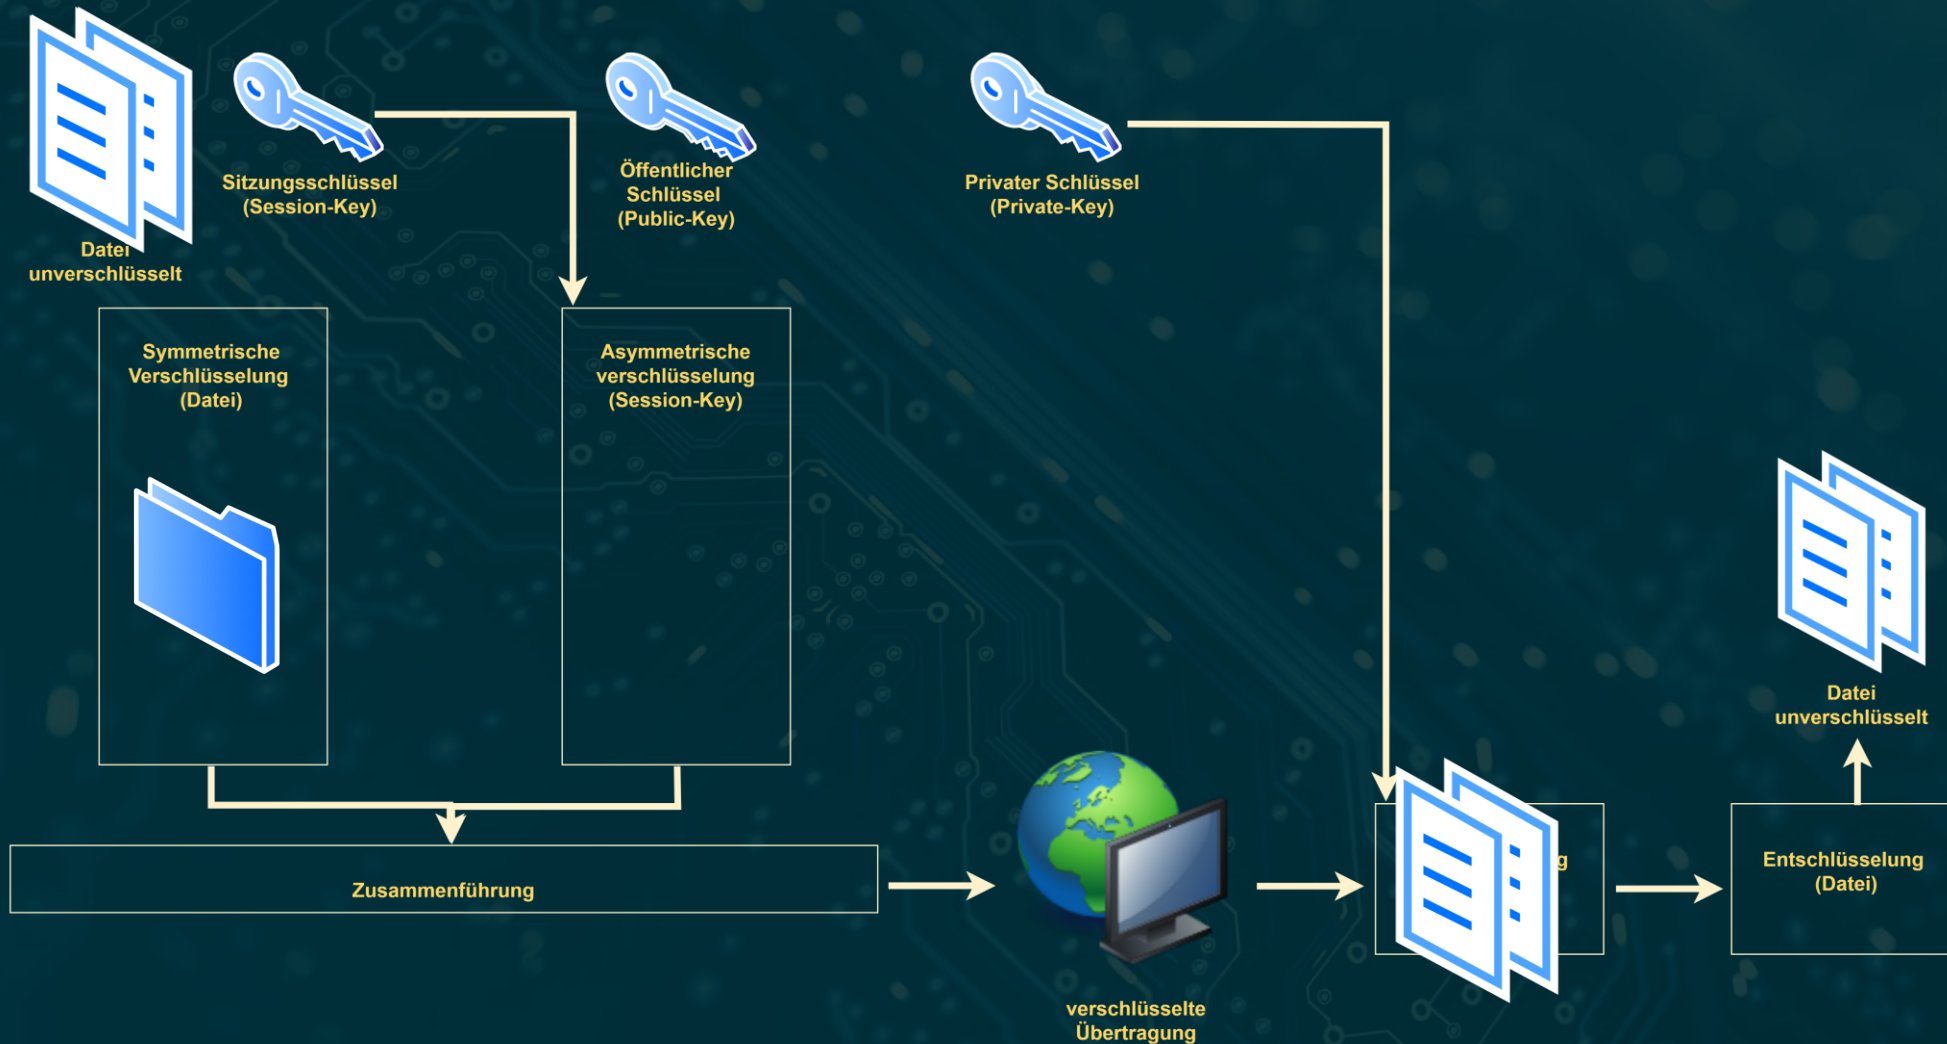 Sitzungsschlüssel
(Session-Key)
Öffentlicher
Schlüssel
(Public-Key)
Privater Schlüssel
(Private-Key)
Datei
unverschlüsselt
Symmetrische
Verschlüsselung
(Datei)
Asymmetrische
verschlüsselung
(Session-Key)
Datei
unverschlüsselt
Zusammenführung
Entschlüsselung
(Datei)
verschlüsselte
Übertragung